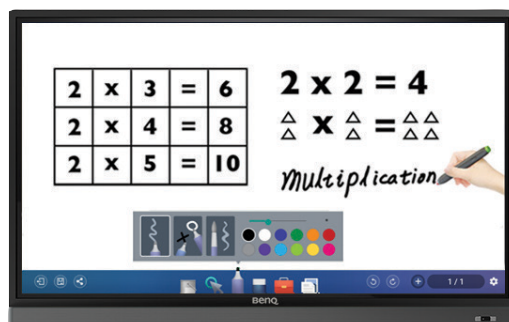 2 x 3 = 6
2 x 4 = 8
2 x 5 = 10
2 x 2 = 4
△ x △ = △ △
△ △ △ △
multiplication
1/1
BenQ